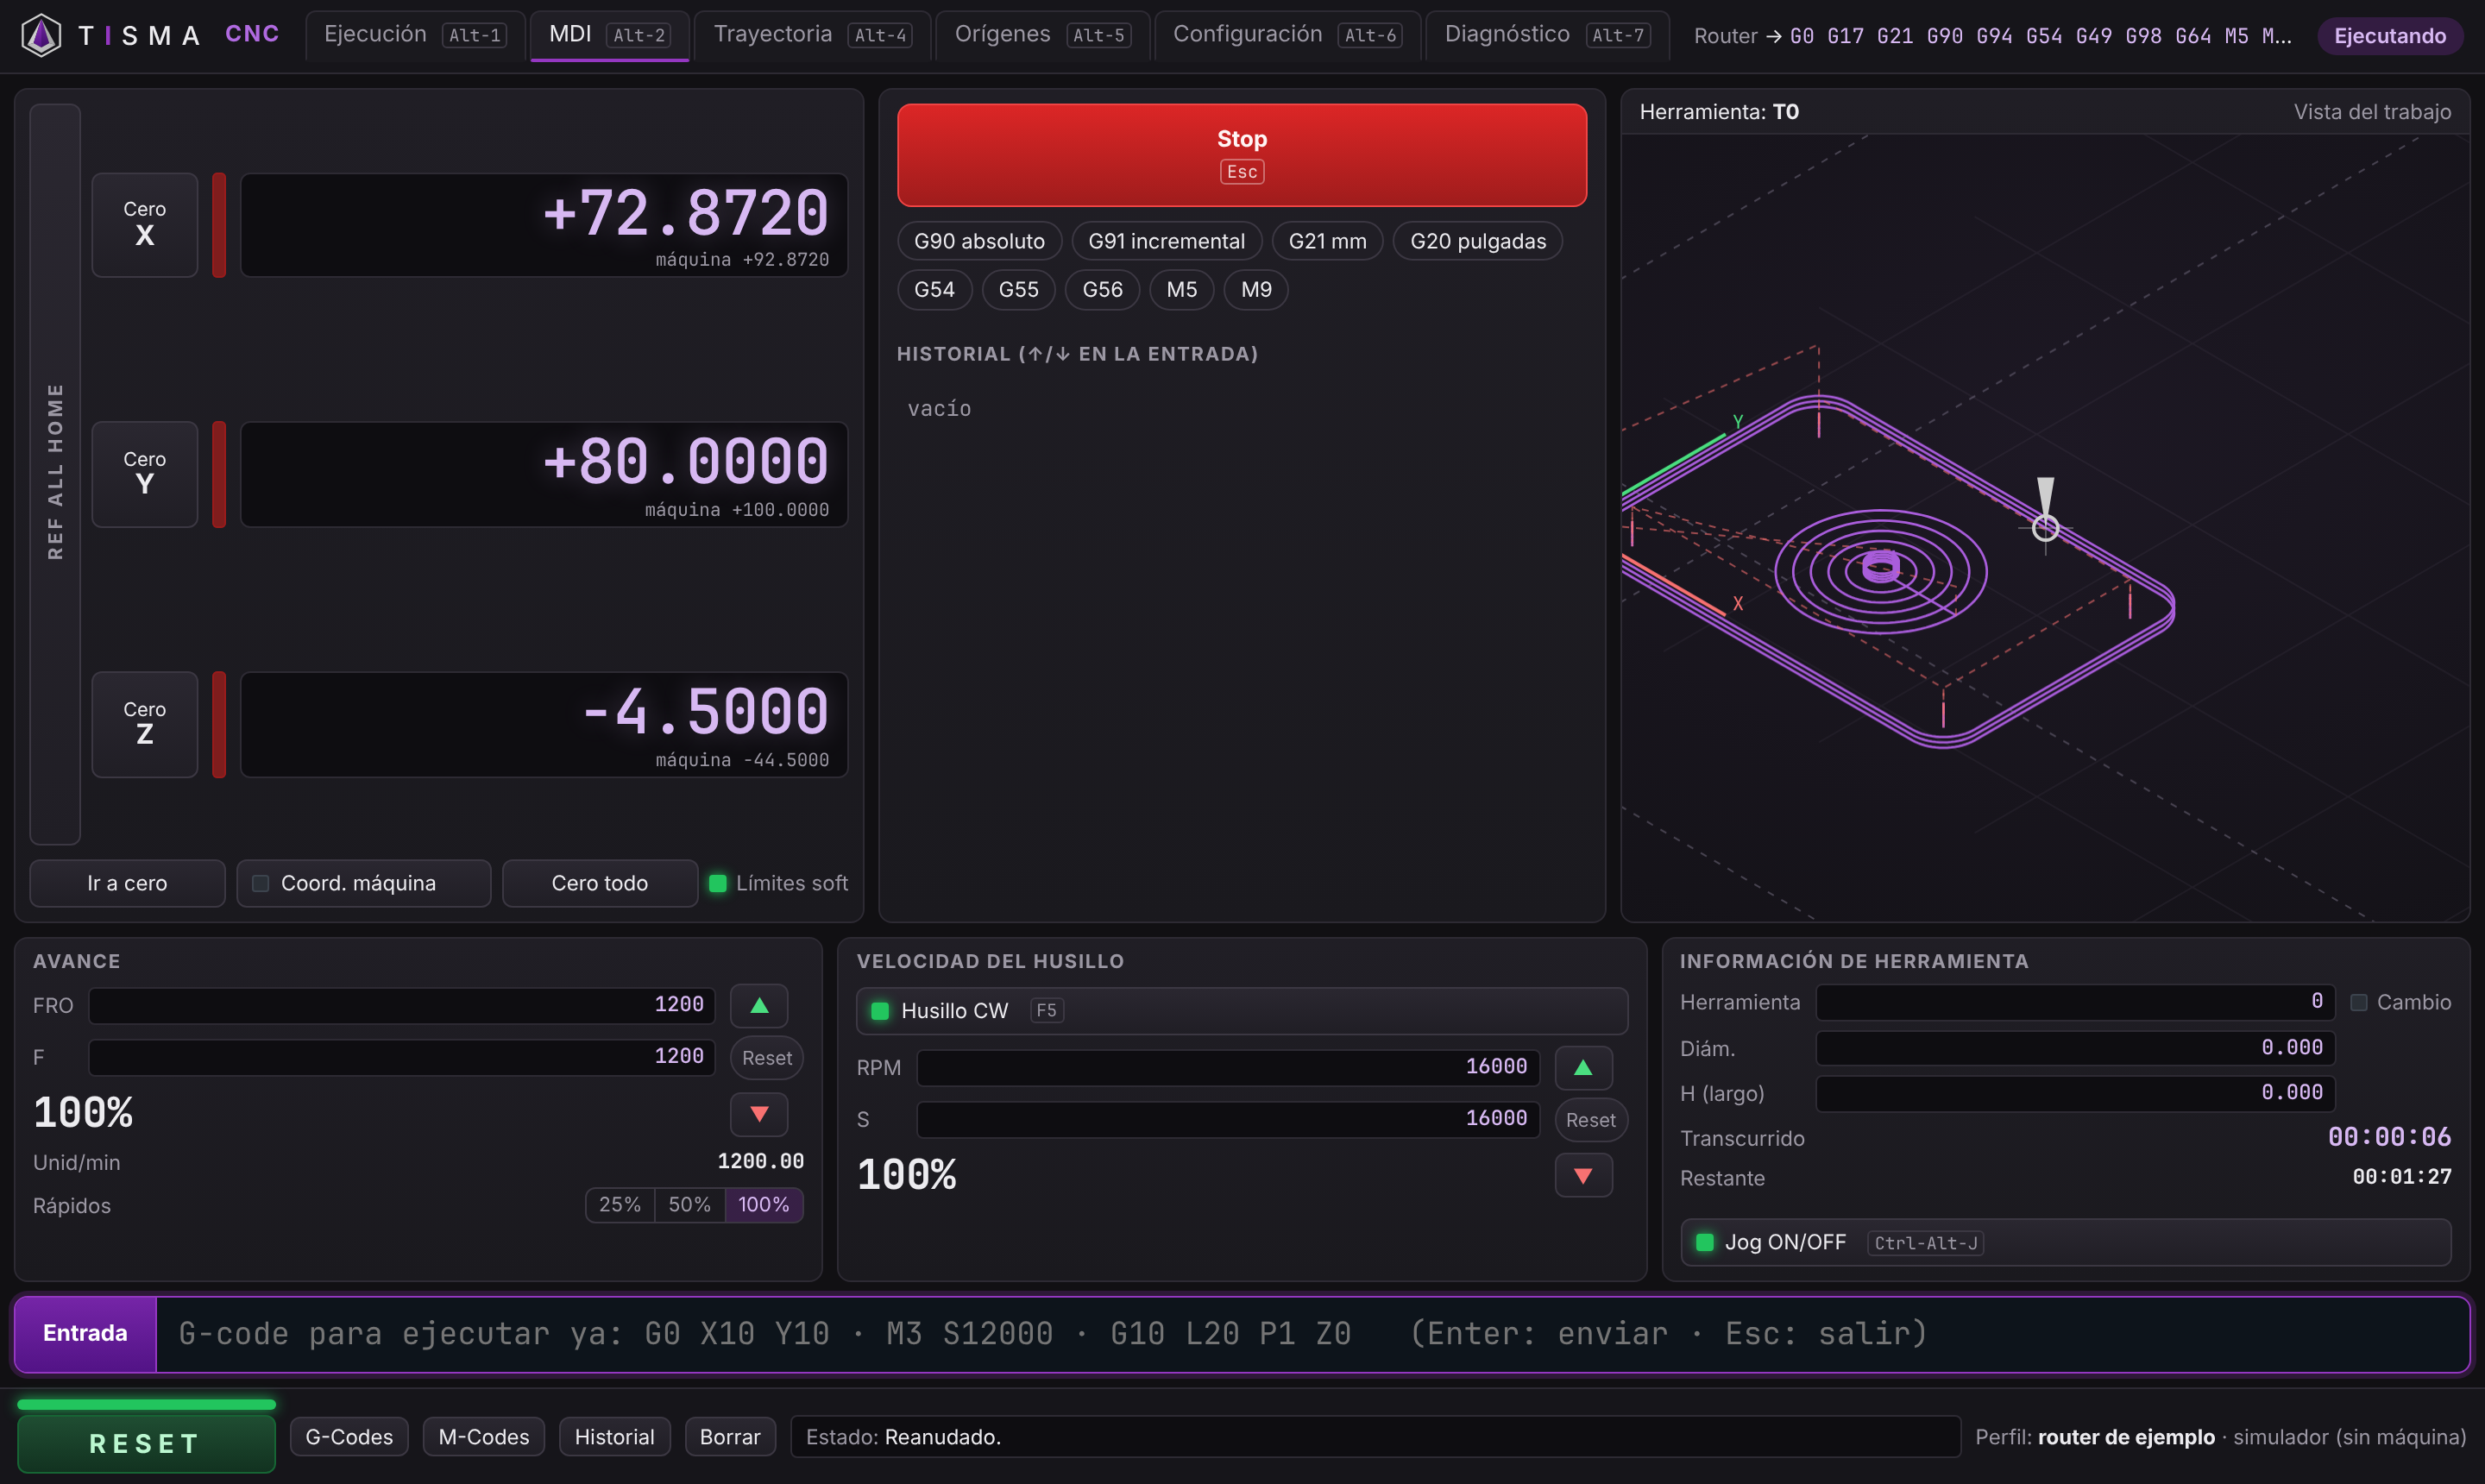 TISMA CNC
Ejecución Alt-1
MDI Alt-2
Trayectoria Alt-4
Orígenes Alt-5
Configuración Alt-6
Diagnóstico Alt-7
Router → G0 G17 G21 G90 G94 G54 G49 G98 G64 M5 M...
Ejecutando
REF ALL HOME
Cero X
+72.8720
máquina +92.8720
Cero Y
+80.0000
máquina +100.0000
Cero Z
-4.5000
máquina -44.5000
Ir a cero
Coord. máquina
Cero todo
Límites soft
Stop
Esc
G90 absoluto
G91 incremental
G21 mm
G20 pulgadas
G54
G55
G56
M5
M9
HISTORIAL (↑/↓ EN LA ENTRADA)
vacío
Herramienta: T0
Vista del trabajo
Y
X
AVANCE
FRO 1200 ▲
F 1200 Reset
100% ▼
Unid/min 1200.00
Rápidos 25% 50% 100%
VELOCIDAD DEL HUSILLO
Husillo CW F5
RPM 16000 ▲
S 16000 Reset
100% ▼
INFORMACIÓN DE HERRAMIENTA
Herramienta 0 Cambio
Diám. 0.000
H (largo) 0.000
Transcurrido 00:00:06
Restante 00:01:27
Jog ON/OFF Ctrl-Alt-J
Entrada
G-code para ejecutar ya: G0 X10 Y10 · M3 S12000 · G10 L20 P1 Z0 (Enter: enviar · Esc: salir)
RESET
G-Codes
M-Codes
Historial
Borrar
Estado: Reanudado.
Perfil: router de ejemplo · simulador (sin máquina)